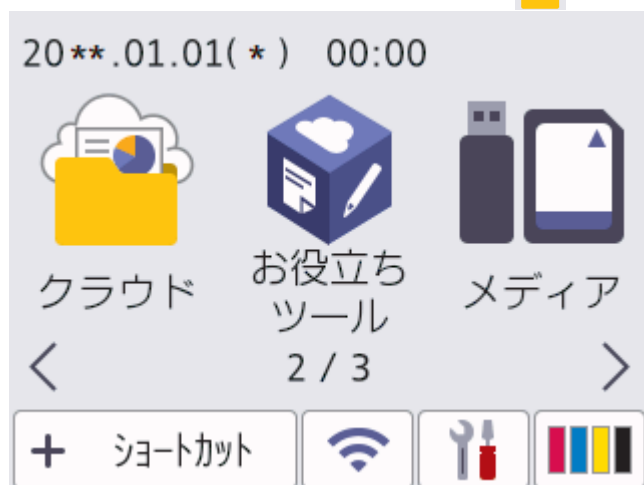 20**.01.01(*) 00:00
クラウド
お役立ち
ツール
メディア
2 / 3
+ ショートカット